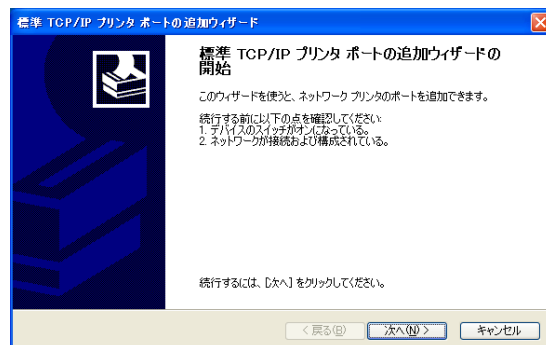 標準 TCP/IP プリンタ ポートの追加ウィザード
標準 TCP/IP プリンタ ポートの追加ウィザードの
開始
このウィザードを使うと、ネットワーク プリンタのポートを追加できます。
続行する前に以下の点を確認してください:
1. デバイスのスイッチがオンになっている。
2. ネットワークが接続および構成されている。
続行するには、[次へ] をクリックしてください。
< 戻る(B) 次へ(N) > キャンセル